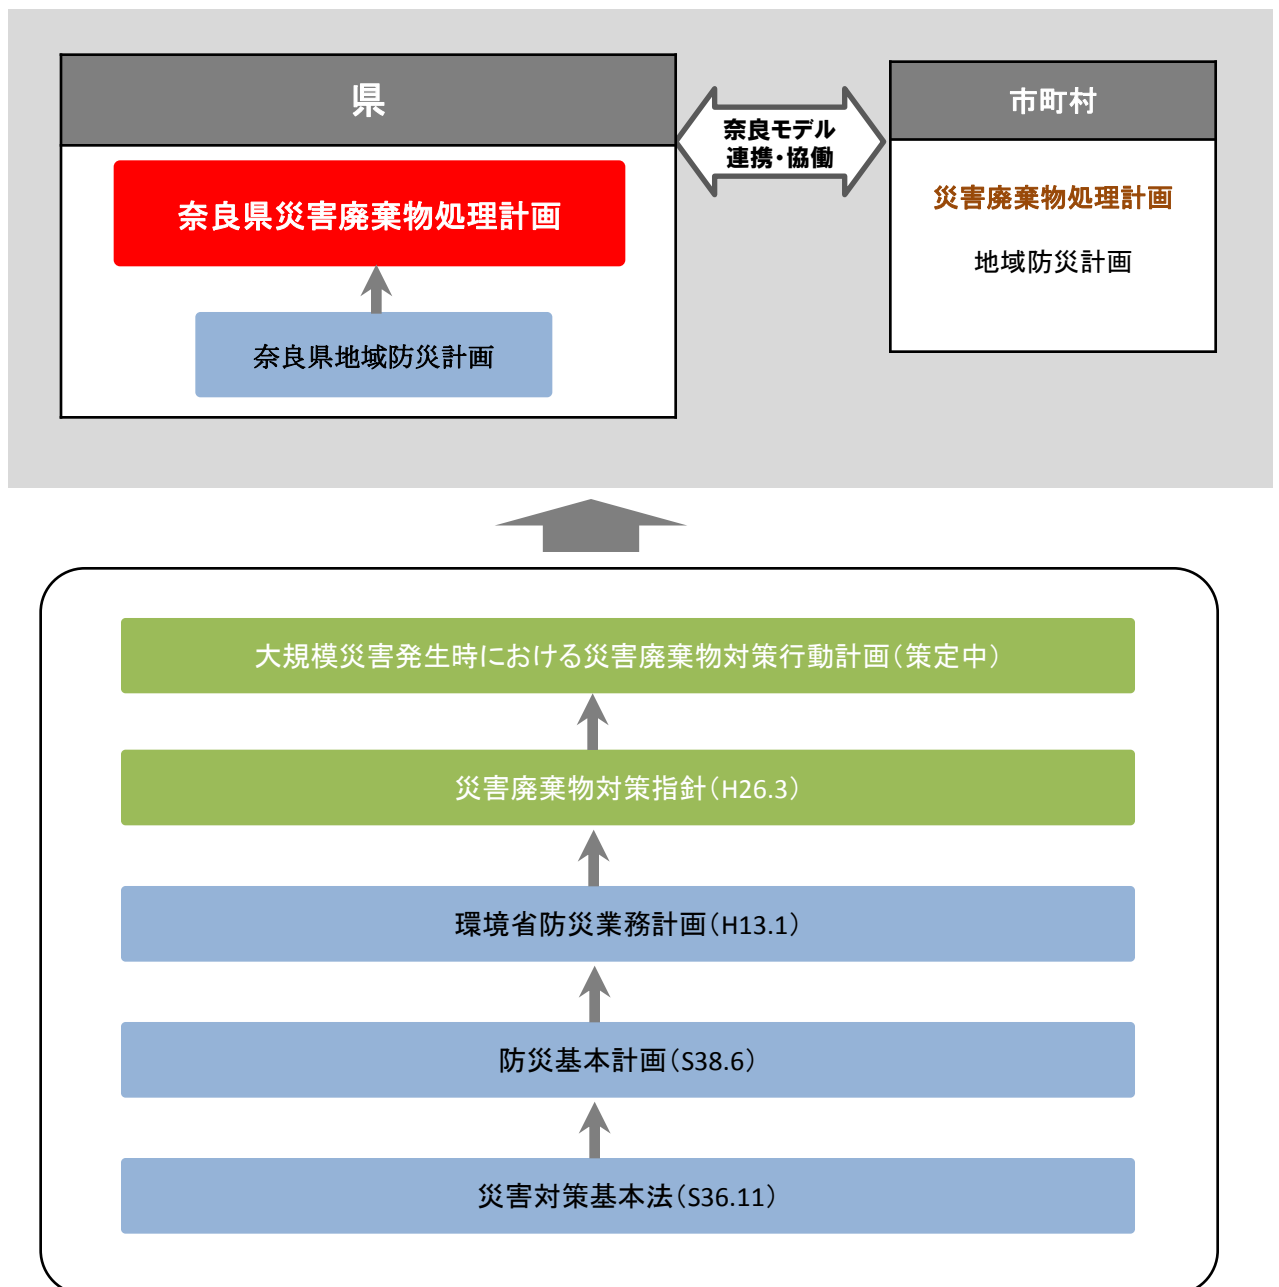 県
奈良県災害廃棄物処理計画
奈良県地域防災計画
奈良モデル
連携・協働
市町村
災害廃棄物処理計画
地域防災計画
大規模災害発生時における災害廃棄物対策行動計画（策定中）
災害廃棄物対策指針（H26.3）
環境省防災業務計画（H13.1）
防災基本計画（S38.6）
災害対策基本法（S36.11）